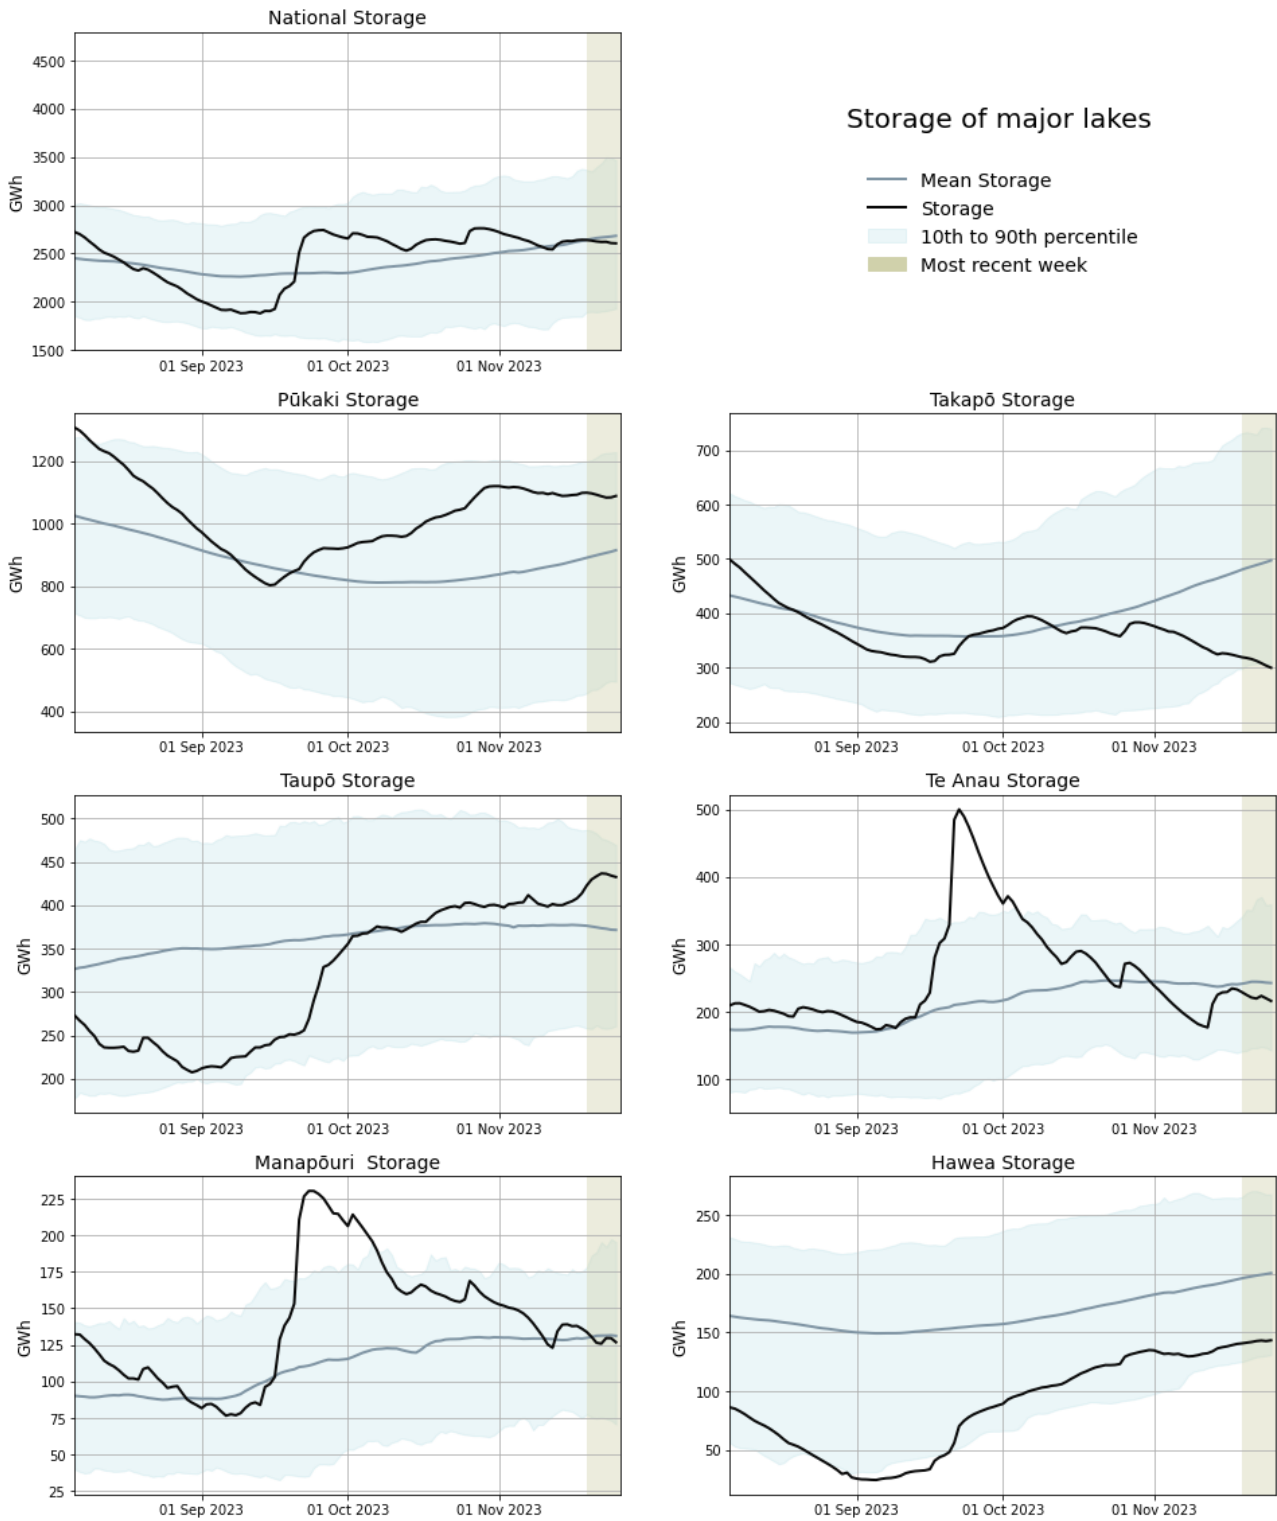 National Storage
4500
4000
3500
3000
2500
2000
1500
GWh
01 Sep 2023
01 Oct 2023
01 Nov 2023
Storage of major lakes
Mean Storage
Storage
10th to 90th percentile
Most recent week
Pūkaki Storage
1200
1000
800
600
400
GWh
01 Sep 2023
01 Oct 2023
01 Nov 2023
Takapō Storage
700
600
500
400
300
200
GWh
01 Sep 2023
01 Oct 2023
01 Nov 2023
Taupō Storage
500
450
400
350
300
250
200
GWh
01 Sep 2023
01 Oct 2023
01 Nov 2023
Te Anau Storage
500
400
300
200
100
GWh
01 Sep 2023
01 Oct 2023
01 Nov 2023
Manapōuri  Storage
225
200
175
150
125
100
75
50
25
GWh
01 Sep 2023
01 Oct 2023
01 Nov 2023
Hawea Storage
250
200
150
100
50
GWh
01 Sep 2023
01 Oct 2023
01 Nov 2023